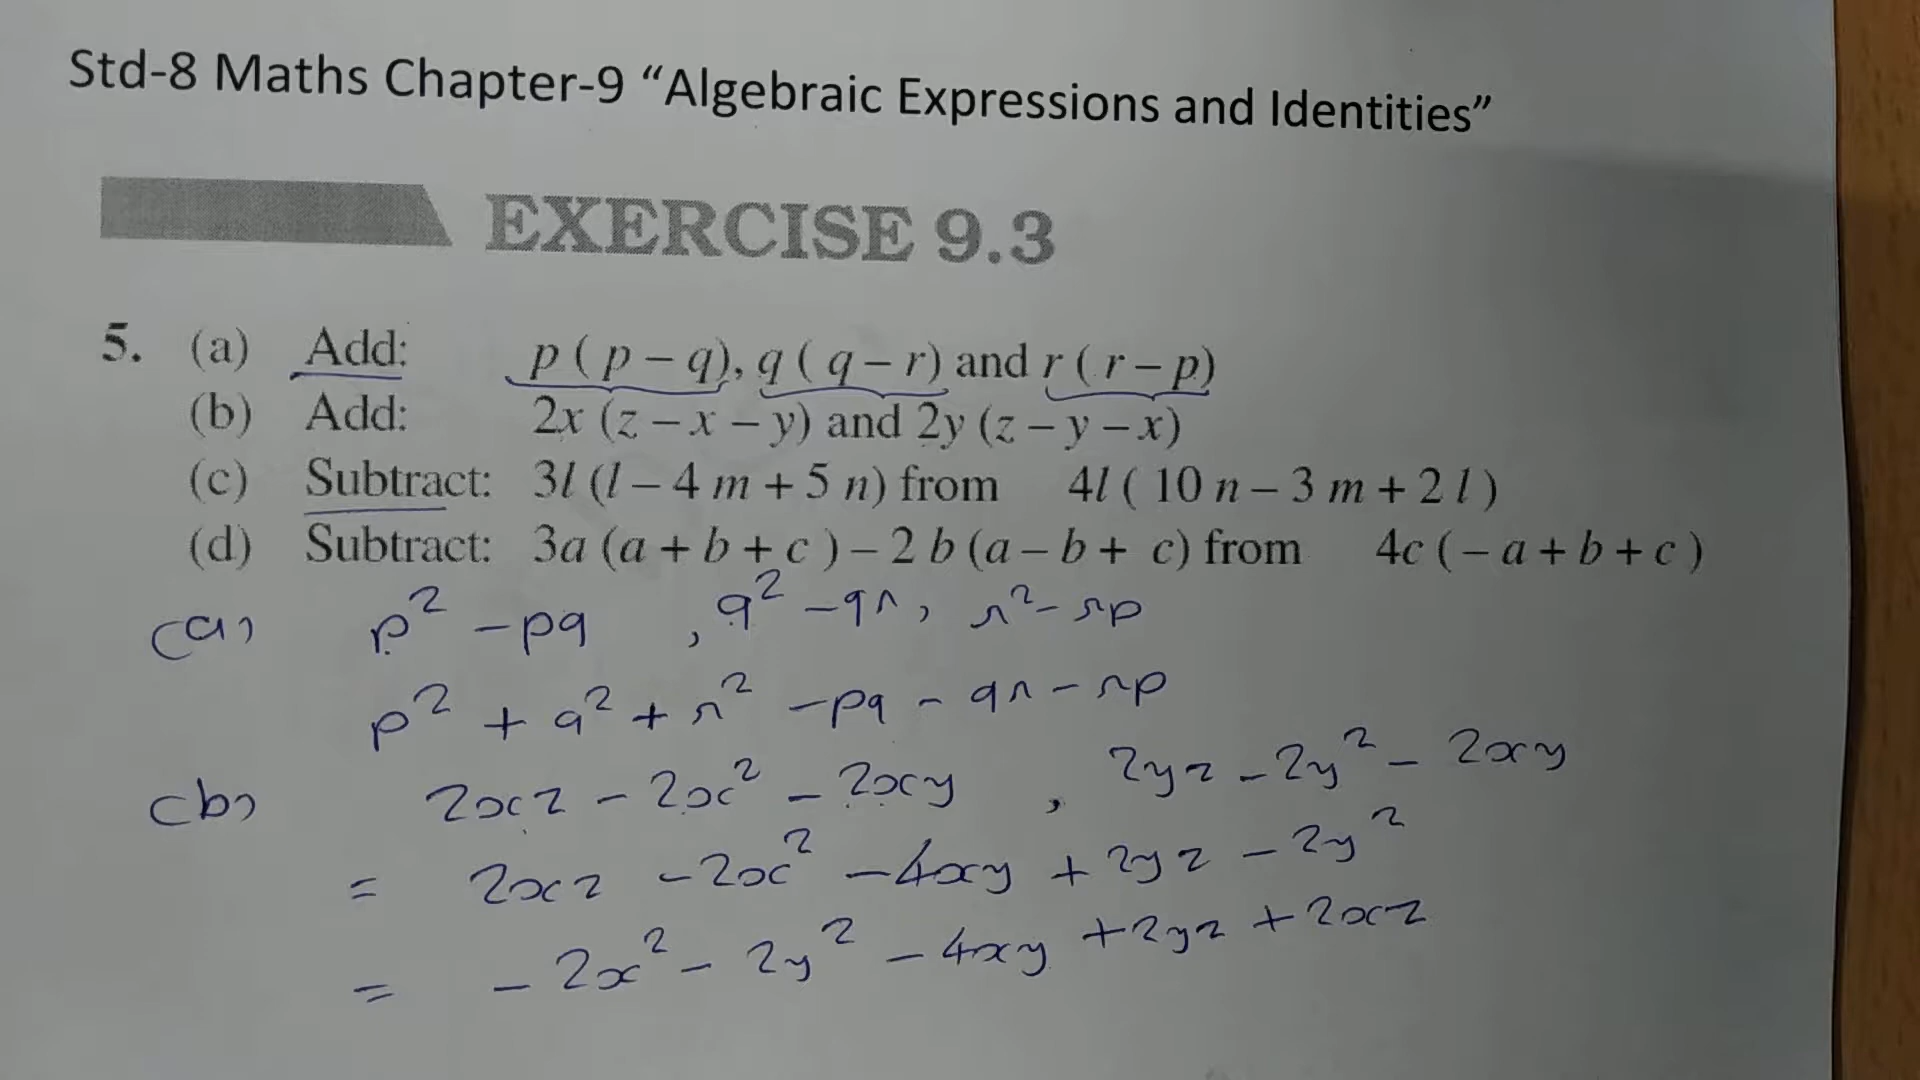 Std-8 Maths Chapter-9 “Algebraic Expressions and Identities”
EXERCISE 9.3
5. (a) Add: p ( p – q), q ( q – r) and r ( r – p)
(b) Add: 2x (z – x – y) and 2y (z – y – x)
(c) Subtract: 3l (l – 4 m + 5 n) from 4l ( 10 n – 3 m + 2 l )
(d) Subtract: 3a (a + b + c ) – 2 b (a – b + c) from 4c ( – a + b + c )
(a) p² - pq , q² - qr, r² - rp
p² + q² + r² - pq - qr - rp
(b) 2xz - 2x² - 2xy , 2yz - 2y² - 2xy
= 2xz - 2x² - 4xy + 2yz - 2y²
= - 2x² - 2y² - 4xy + 2yz + 2xz